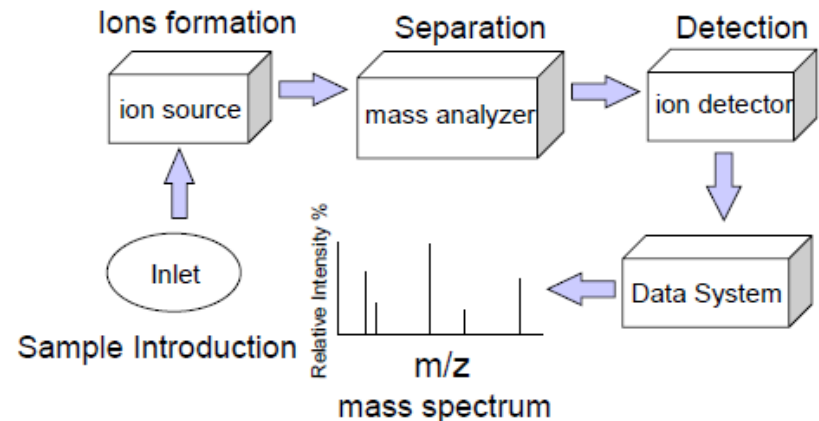 Ions formation
Separation
Detection
ion source
mass analyzer
ion detector
Inlet
Sample Introduction
Relative Intensity %
m/z
mass spectrum
Data System